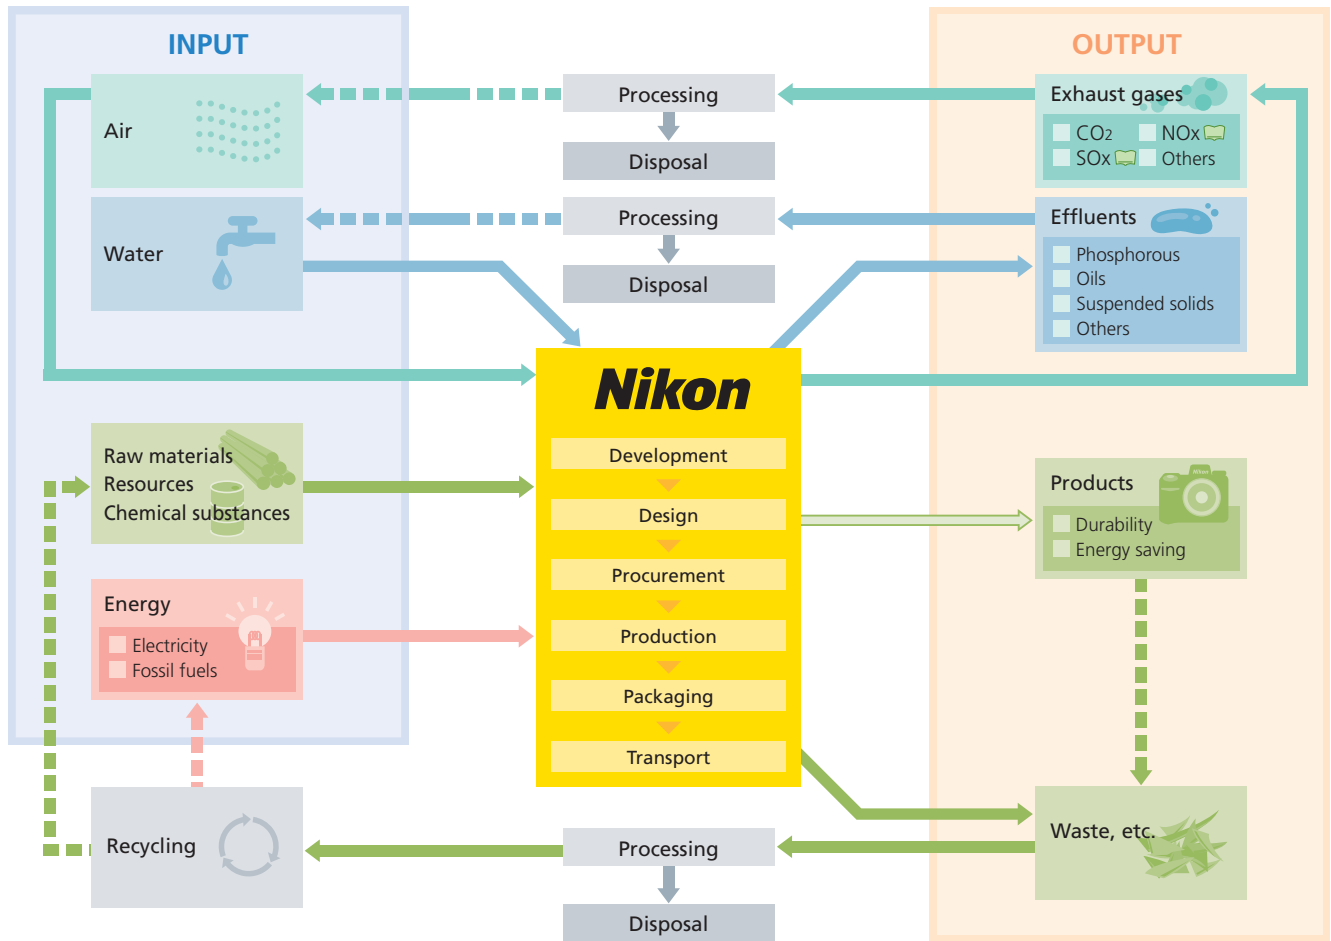 INPUT
OUTPUT
Air
Processing
Disposal
Exhaust gases
CO2
NOx
SOx
Others
Water
Processing
Disposal
Effluents
Phosphorous
Oils
Suspended solids
Others
Nikon
Development
Design
Procurement
Production
Packaging
Transport
Raw materials
Resources
Chemical substances
Energy
Electricity
Fossil fuels
Products
Nikon
Durability
Energy saving
Recycling
Processing
Disposal
Waste, etc.